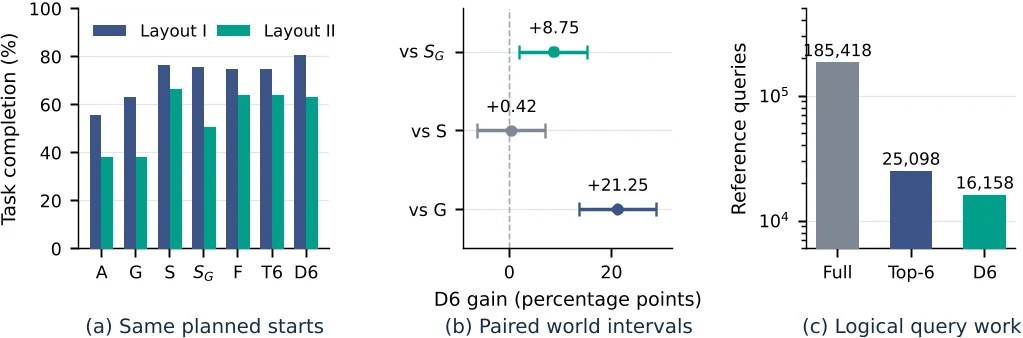 Task completion (%)
100
80
60
40
20
0
Layout I
Layout II
A G S S_G F T6 D6
(a) Same planned starts
vs S_G
vs S
vs G
+8.75
+0.42
+21.25
0 20
D6 gain (percentage points)
(b) Paired world intervals
Reference queries
10^5
10^4
185,418
25,098
16,158
Full Top-6 D6
(c) Logical query work